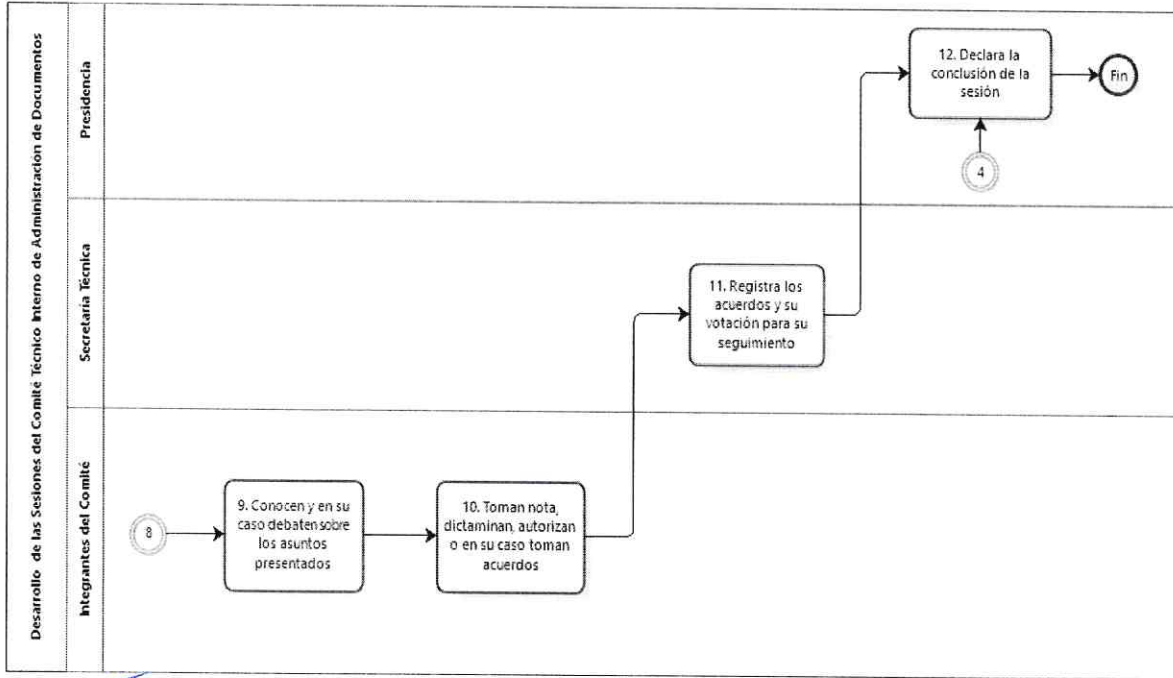 Desarrollo de las Sesiones del Comité Técnico Interno de Administración de Documentos
Presidencia
12. Declara la
conclusión de la
sesión
Fin
4
Secretaría Técnica
11. Registra los
acuerdos y su
votación para su
seguimiento
Integrantes del Comité
8
9. Conocen y en su
caso debaten sobre
los asuntos
presentados
10. Toman nota,
dictaminan, autorizan
o en su caso toman
acuerdos